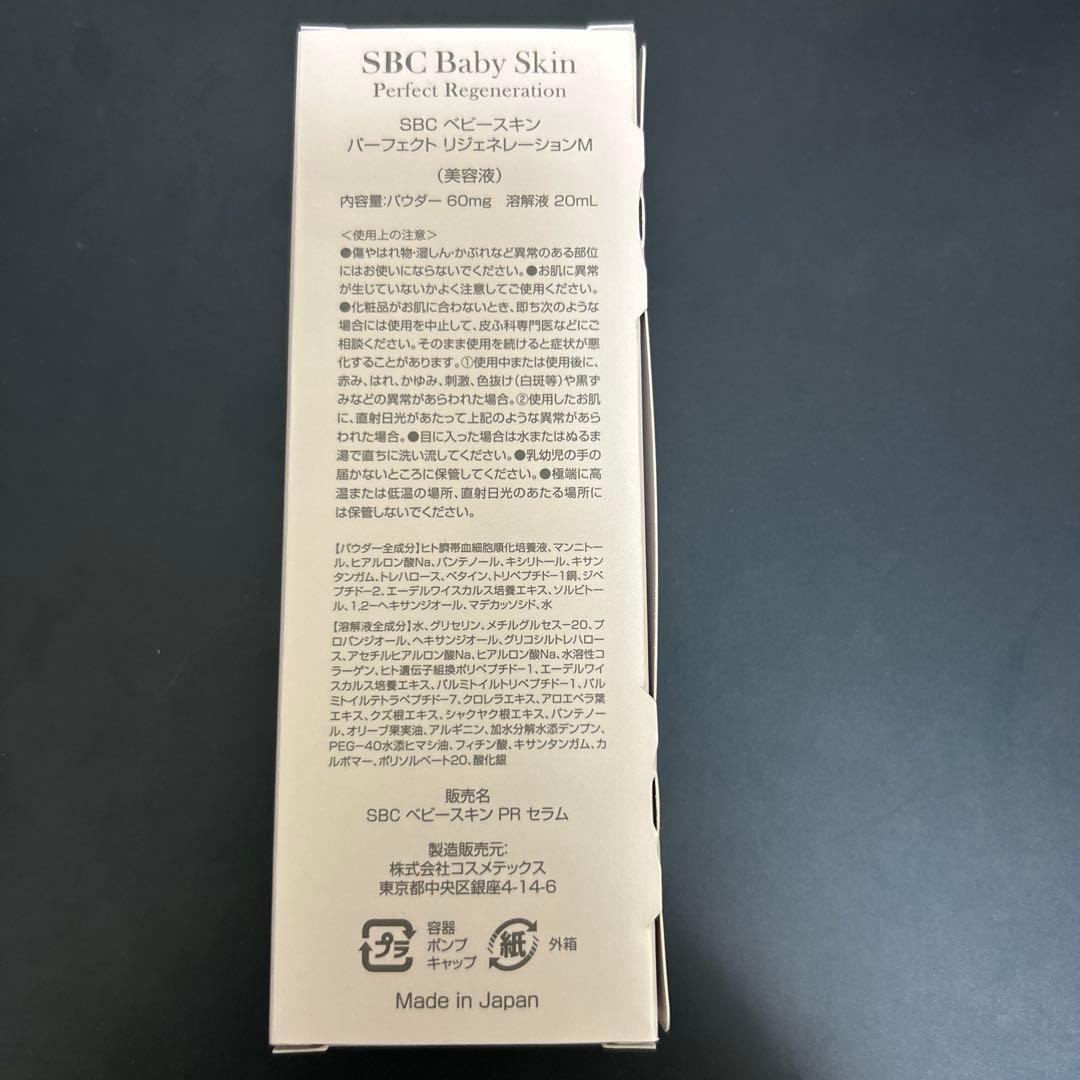 SBC Baby Skin
Perfect Regeneration
SBC ベビースキン
パーフェクト リジェネレーションM
（美容液）
内容量:パウダー 60mg 溶解液 20mL
＜使用上の注意＞
●傷やはれ物・湿しん・かぶれなど異常のある部位
にはお使いにならないでください。●お肌に異常
が生じていないかよく注意してご使用ください。
●化粧品がお肌に合わないとき、即ち次のような
場合には使用を中止して、皮ふ科専門医などにご
相談ください。そのまま使用を続けると症状が悪
化することがあります。①使用中または使用後に、
赤み、はれ、かゆみ、刺激、色抜け（白斑等）や黒ず
みなどの異常があらわれた場合。②使用したお肌
に、直射日光があたって上記のような異常があら
われた場合。●目に入った場合は水またはぬるま
湯で直ちに洗い流してください。●乳幼児の手の
届かないところに保管してください。●極端に高
温または低温の場所、直射日光のあたる場所に
は保管しないでください。
【パウダー全成分】ヒト臍帯血細胞順化培養液、マンニトー
ル、ヒアルロン酸Na、パンテノール、キシリトール、キサン
タンガム、トレハロース、ベタイン、トリペプチド-1銅、ジペ
プチド-2、エーデルワイスカルス培養エキス、ソルビトー
ル、1,2-ヘキサンジオール、マデカッソシド、水
【溶解液全成分】水、グリセリン、メチルグルセス-20、プ
ロパンジオール、ヘキサンジオール、グリコシルトレハロー
ス、アセチルヒアルロン酸Na、ヒアルロン酸Na、水溶性コ
ラーゲン、ヒト遺伝子組換ポリペプチド-1、エーデルワイ
スカルス培養エキス、パルミトイルトリペプチド-1、パル
ミトイルテトラペプチド-7、クロレラエキス、アロエベラ葉
エキス、クズ根エキス、シャクヤク根エキス、パンテノー
ル、オリーブ果実油、アルギニン、加水分解水添デンプン、
PEG-40水添ヒマシ油、フィチン酸、キサンタンガム、カ
ルボマー、ポリソルベート20、酸化銀
販売名
SBC ベビースキン PR セラム
製造販売元:
株式会社コスメテックス
東京都中央区銀座4-14-6
プラ
容器
ポンプ
キャップ
紙
外箱
Made in Japan